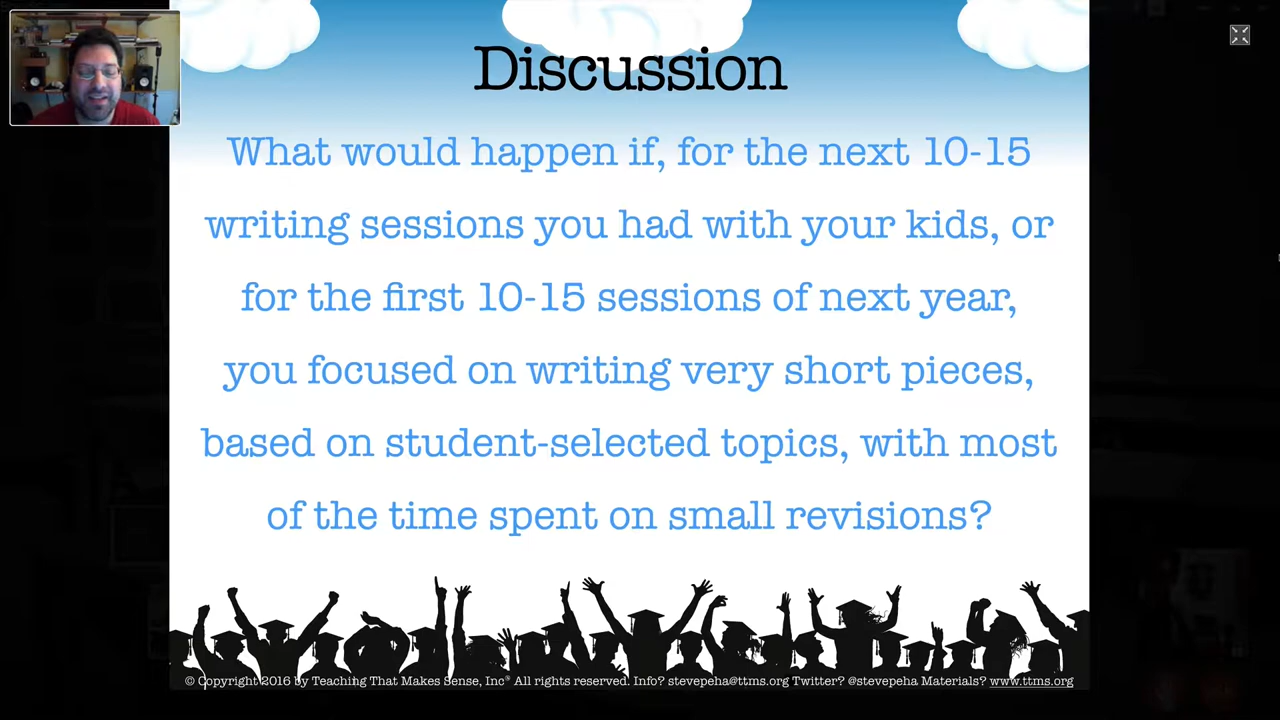 Discussion
What would happen if, for the next 10-15
writing sessions you had with your kids, or
for the first 10-15 sessions of next year,
you focused on writing very short pieces,
based on student-selected topics, with most
of the time spent on small revisions?
© Copyright 2016 by Teaching That Makes Sense, Inc® All rights reserved. Info? stevepeha@ttms.org Twitter? @stevepeha Materials? www.ttms.org